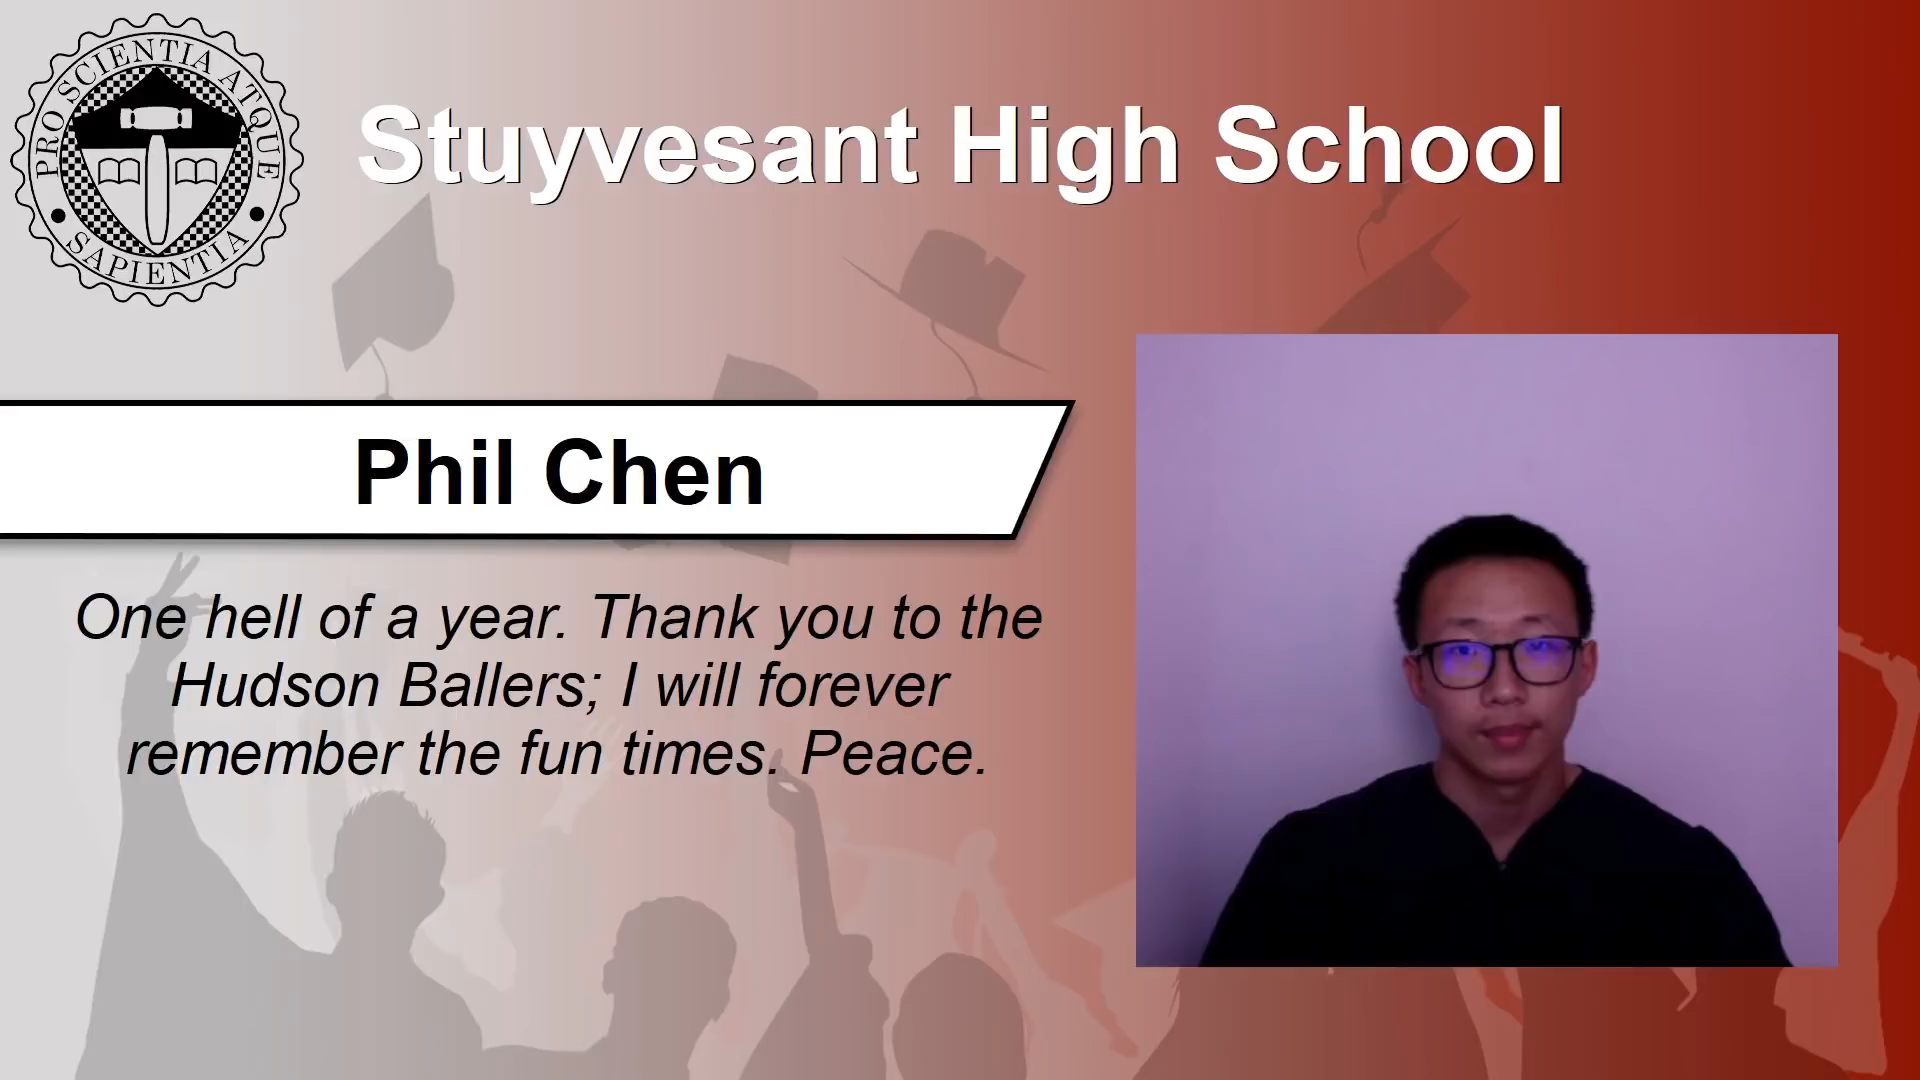 PRO SCIENTIA ATQUE
SAPIENTIA
Stuyvesant High School
Phil Chen
One hell of a year. Thank you to the
Hudson Ballers; I will forever
remember the fun times. Peace.